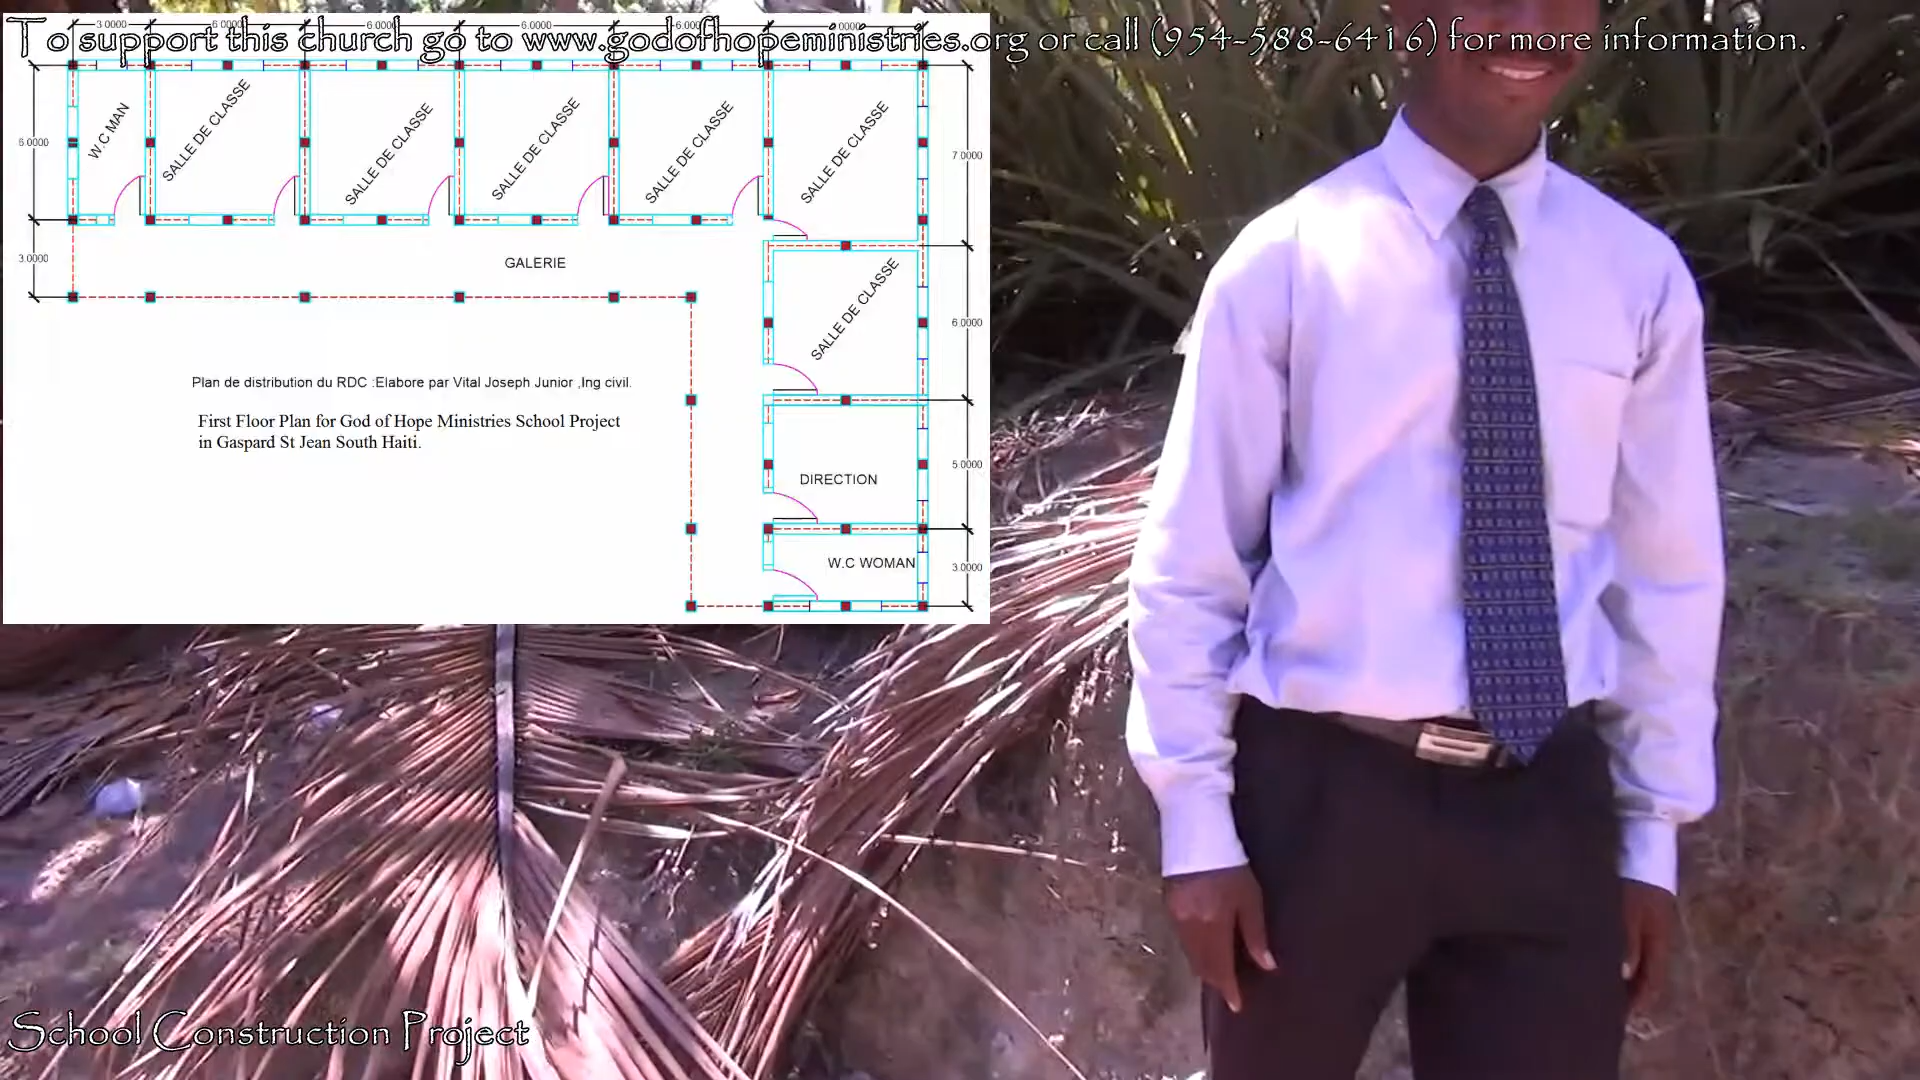 To support this church go to www.godofhopeministries.org or call (954-588-6416) for more information.
3.0000
6.0000
6.0000
6.0000
W.C MAN
SALLE DE CLASSE
SALLE DE CLASSE
SALLE DE CLASSE
SALLE DE CLASSE
SALLE DE CLASSE
7.0000
3.0000
GALERIE
SALLE DE CLASSE
6.0000
Plan de distribution du RDC :Elabore par Vital Joseph Junior ,Ing civil.
First Floor Plan for God of Hope Ministries School Project
in Gaspard St Jean South Haiti.
DIRECTION
5.0000
W.C WOMAN
3.0000
School Construction Project